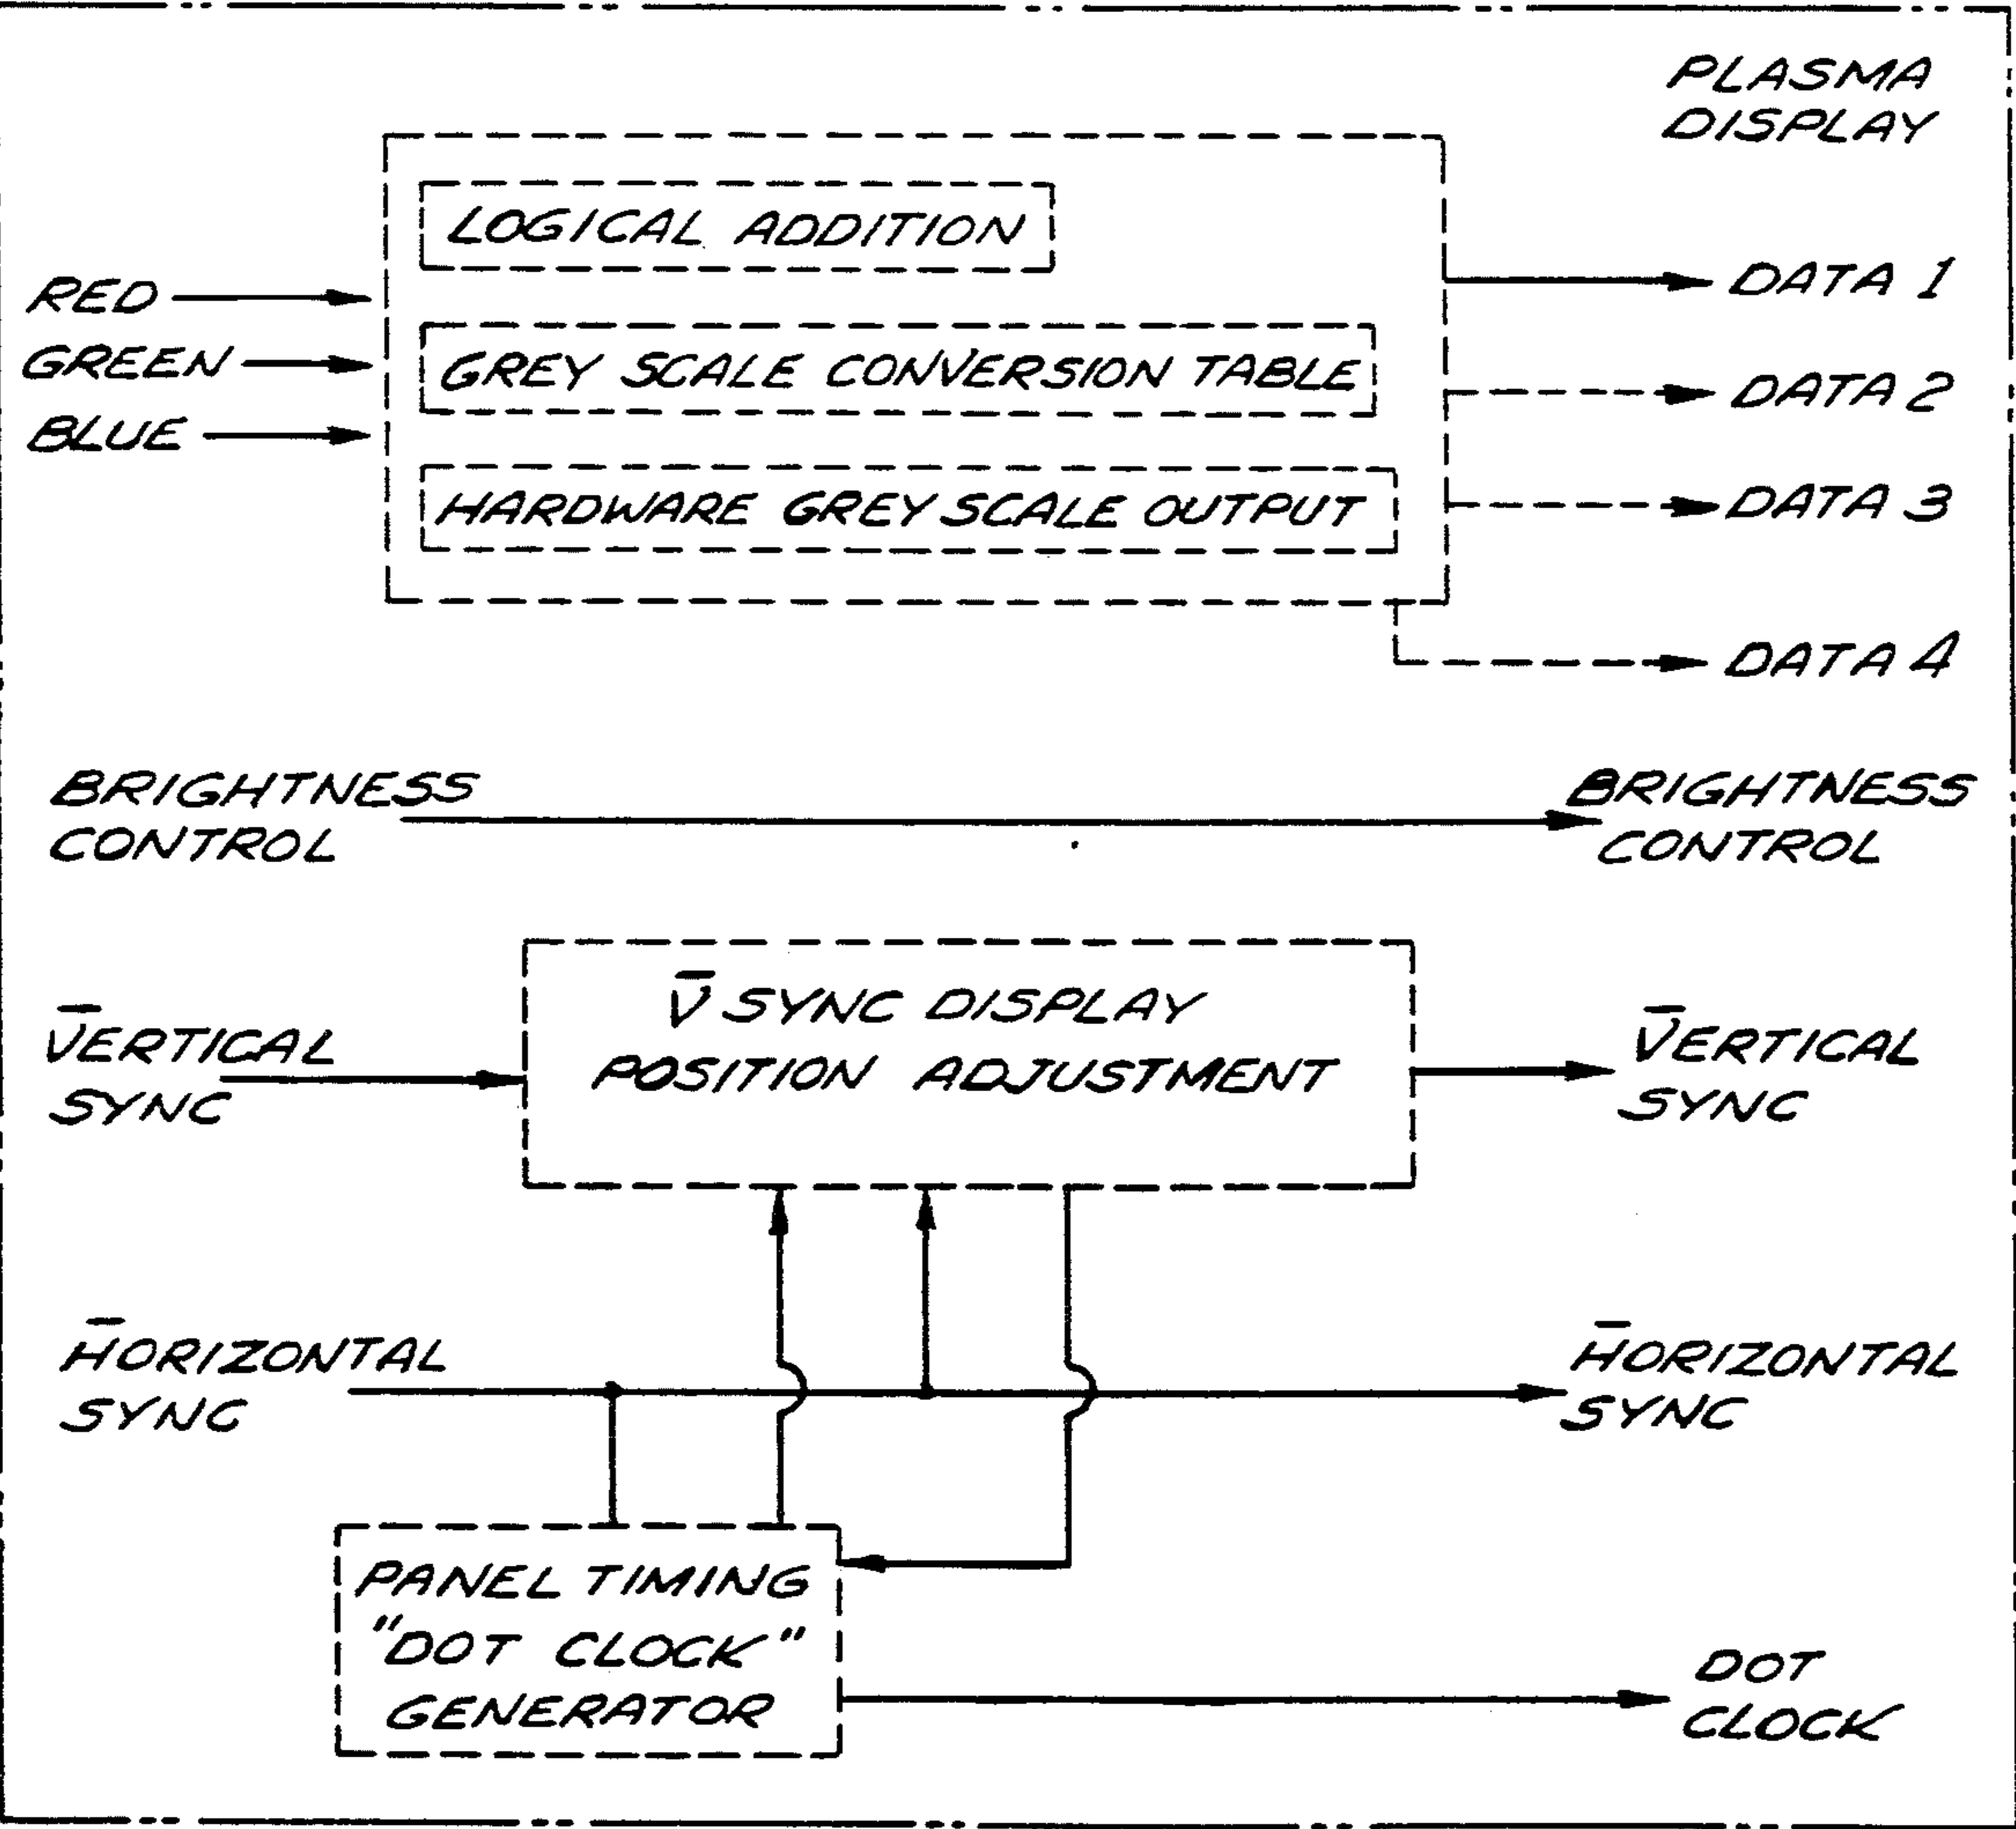 PLASMA
DISPLAY
LOGICAL ADDITION
RED
GREEN
BLUE
GREY SCALE CONVERSION TABLE
HARDWARE GREY SCALE OUTPUT
DATA 1
DATA 2
DATA 3
DATA 4
BRIGHTNESS
CONTROL
BRIGHTNESS
CONTROL
V̅ERTICAL
SYNC
V̅ SYNC DISPLAY
POSITION ADJUSTMENT
V̅ERTICAL
SYNC
H̅ORIZONTAL
SYNC
H̅ORIZONTAL
SYNC
PANEL TIMING
"DOT CLOCK"
GENERATOR
DOT
CLOCK